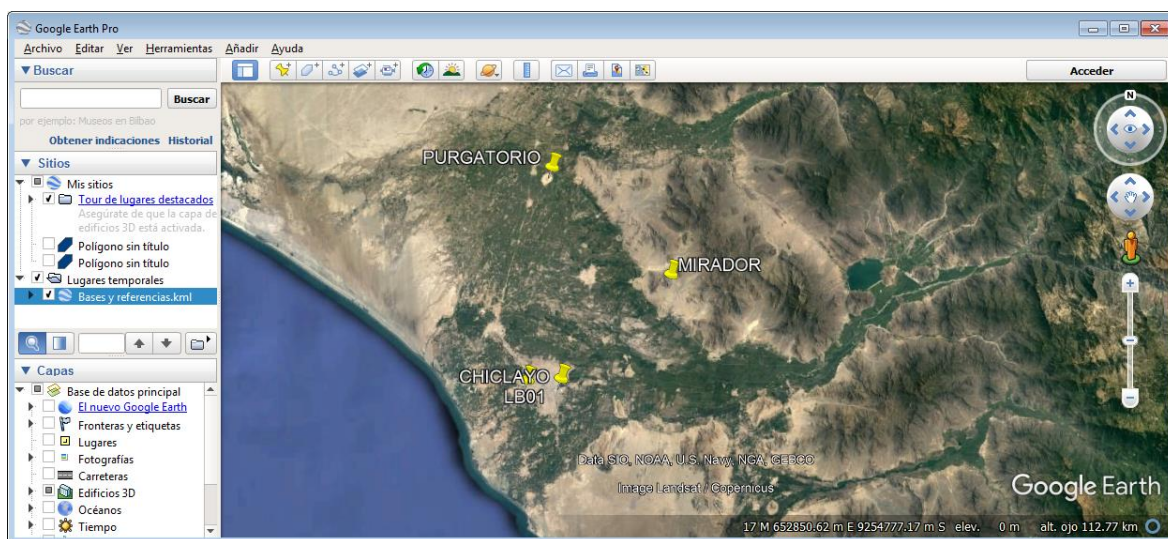 Google Earth Pro
Archivo Editar Ver Herramientas Añadir Ayuda
▼ Buscar
Buscar
por ejemplo: Museos en Bilbao
Obtener indicaciones Historial
▼ Sitios
Mis sitios
Tour de lugares destacados
Asegúrate de que la capa de
edificios 3D está activada.
Polígono sin título
Polígono sin título
Lugares temporales
Bases y referencias.kml
▼ Capas
Base de datos principal
El nuevo Google Earth
Fronteras y etiquetas
Lugares
Fotografías
Carreteras
Edificios 3D
Océanos
Tiempo
Acceder
N
PURGATORIO
MIRADOR
CHICLAYO
LB01
Data SIO, NOAA, U.S. Navy, NGA, GEBCO
Image Landsat / Copernicus
Google Earth
17 M 652850.62 m E 9254777.17 m S elev. 0 m alt. ojo 112.77 km